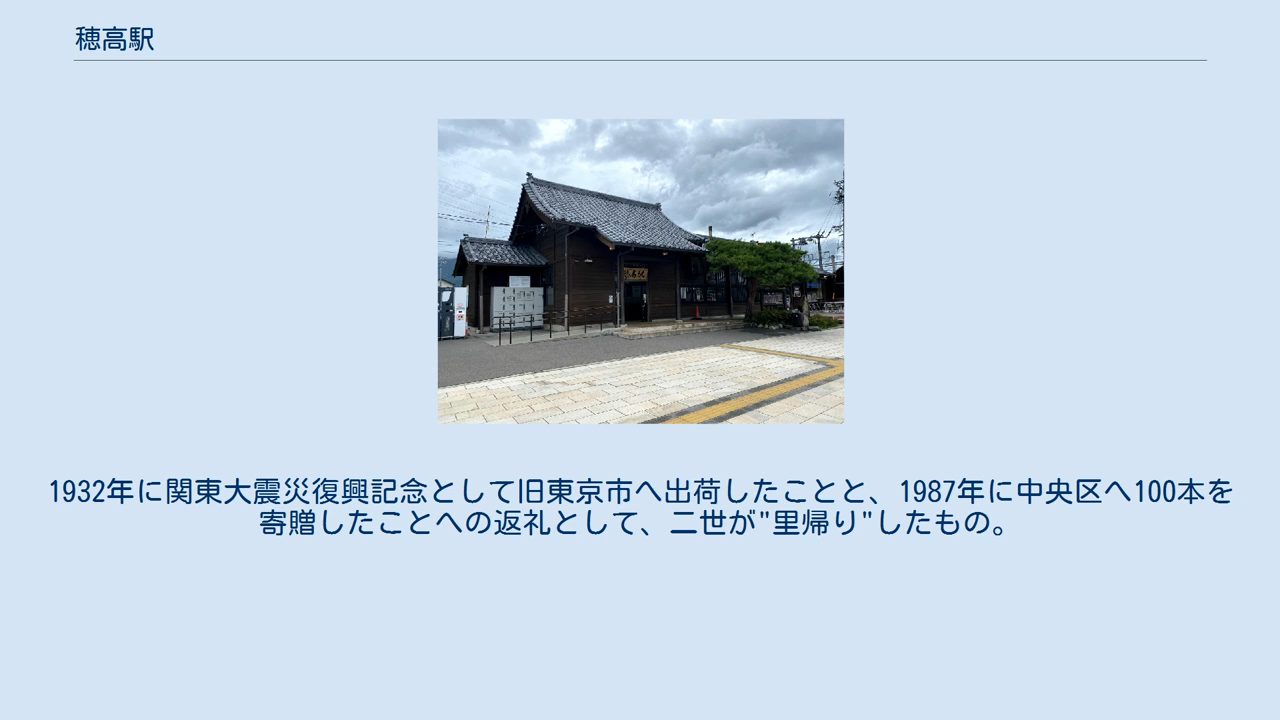 穂高駅
1932年に関東大震災復興記念として旧東京市へ出荷したことと、1987年に中央区へ100本を
寄贈したことへの返礼として、二世が"里帰り"したもの。